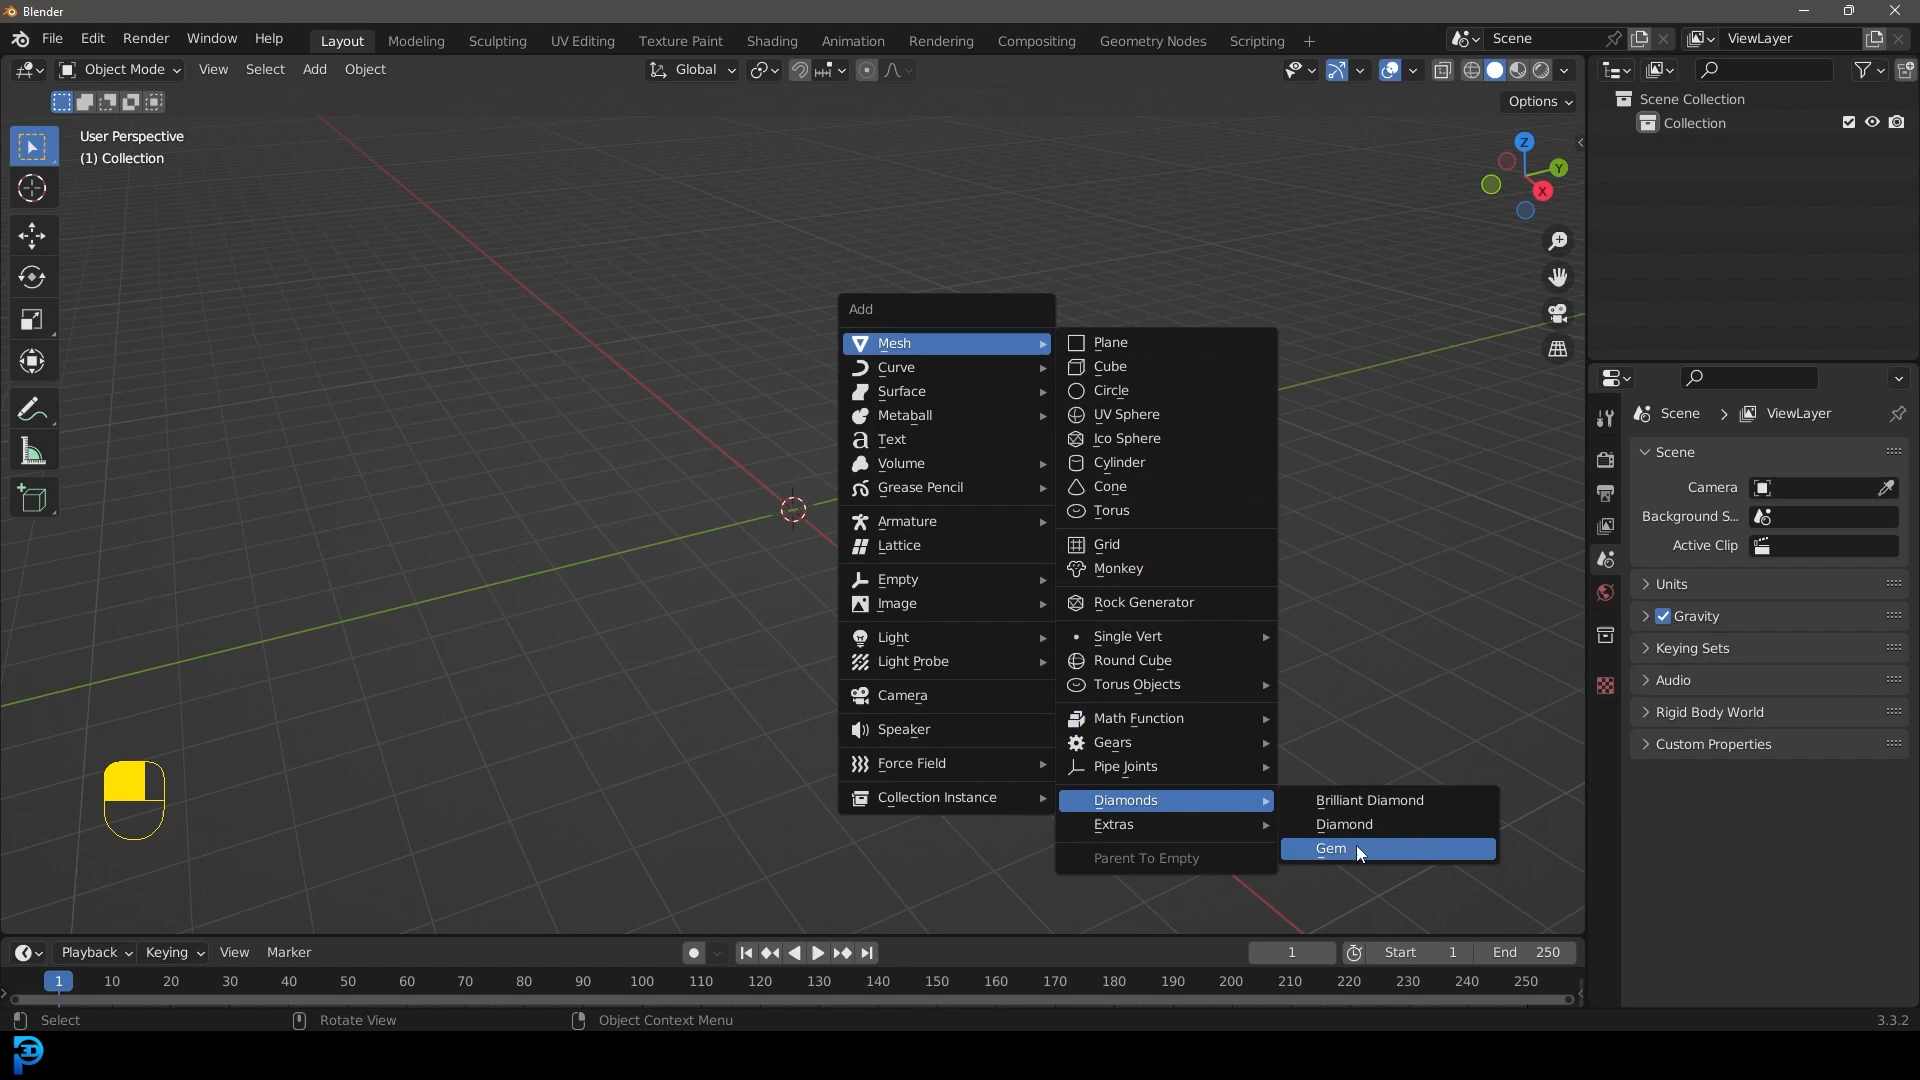 Blender
File Edit Render Window Help Layout Modeling Sculpting UV Editing Texture Paint Shading Animation Rendering Compositing Geometry Nodes Scripting + Scene ViewLayer
Object Mode View Select Add Object Global
Options
User Perspective
(1) Collection
Z
Y
X
Scene Collection
Collection
Add
Mesh
Curve
Surface
Metaball
Text
Volume
Grease Pencil
Armature
Lattice
Empty
Image
Light
Light Probe
Camera
Speaker
Force Field
Collection Instance
Plane
Cube
Circle
UV Sphere
Ico Sphere
Cylinder
Cone
Torus
Grid
Monkey
Rock Generator
Single Vert
Round Cube
Torus Objects
Math Function
Gears
Pipe Joints
Diamonds
Extras
Parent To Empty
Brilliant Diamond
Diamond
Gem
Scene > ViewLayer
Scene
Camera
Background S...
Active Clip
Units
Gravity
Keying Sets
Audio
Rigid Body World
Custom Properties
Playback Keying View Marker 1 Start 1 End 250
1 10 20 30 40 50 60 70 80 90 100 110 120 130 140 150 160 170 180 190 200 210 220 230 240 250
Select Rotate View Object Context Menu 3.3.2
3D